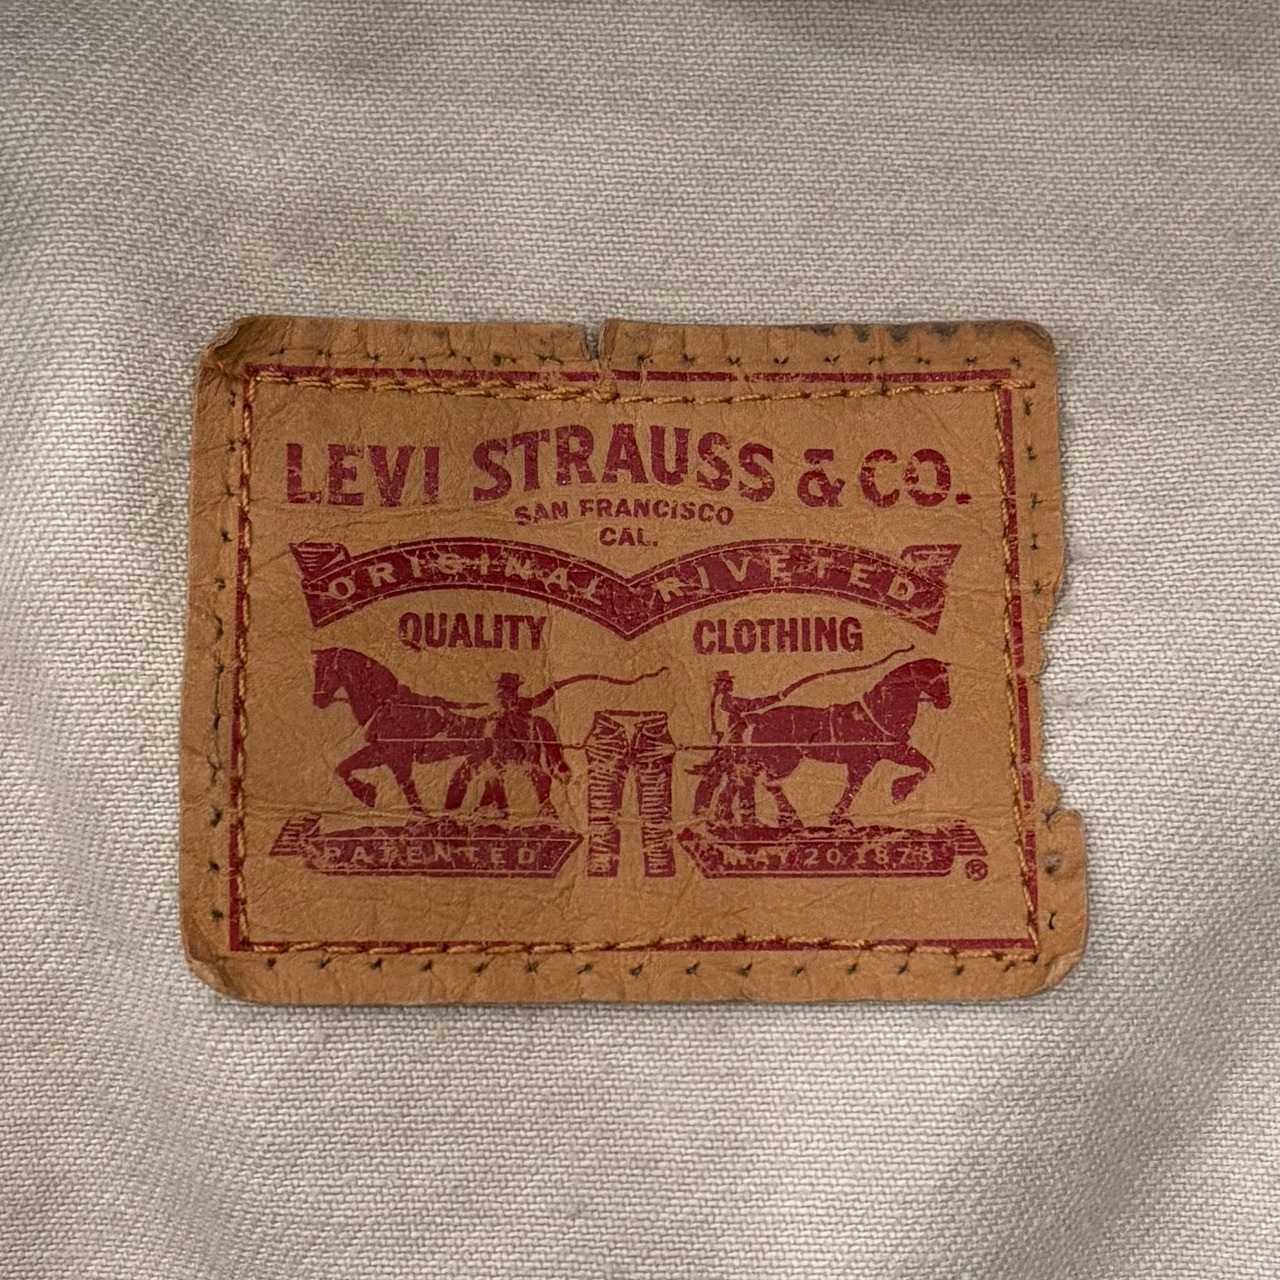 LEVI STRAUSS & CO.
SAN FRANCISCO
CAL.
ORIGINAL RIVETED
QUALITY CLOTHING
PATENTED MAY 20 1873
®